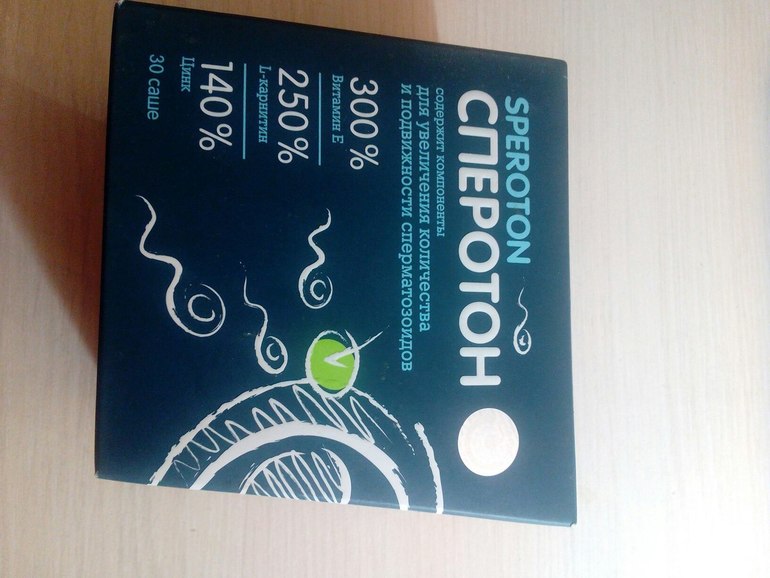 SPEROTON
СПЕРОТОН
содержит компоненты
для увеличения количества
и подвижности сперматозоидов
300%
Витамин Е
250%
L-карнитин
140%
Цинк
30 саше